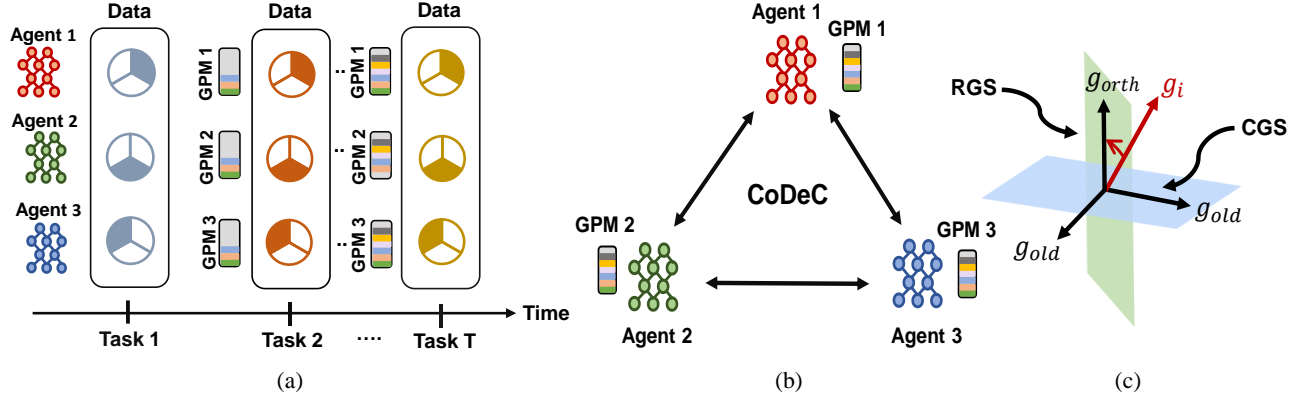 Data
Data
Data
Agent 1
GPM 1
..
GPM 1
Agent 2
GPM 2
..
GPM 2
Agent 3
GPM 3
..
GPM 3
Time
Task 1
Task 2
....
Task T
(a)
Agent 1
GPM 1
CoDeC
GPM 2
GPM 3
Agent 2
Agent 3
(b)
RGS
g_orth
g_i
CGS
g_old
g_old
(c)